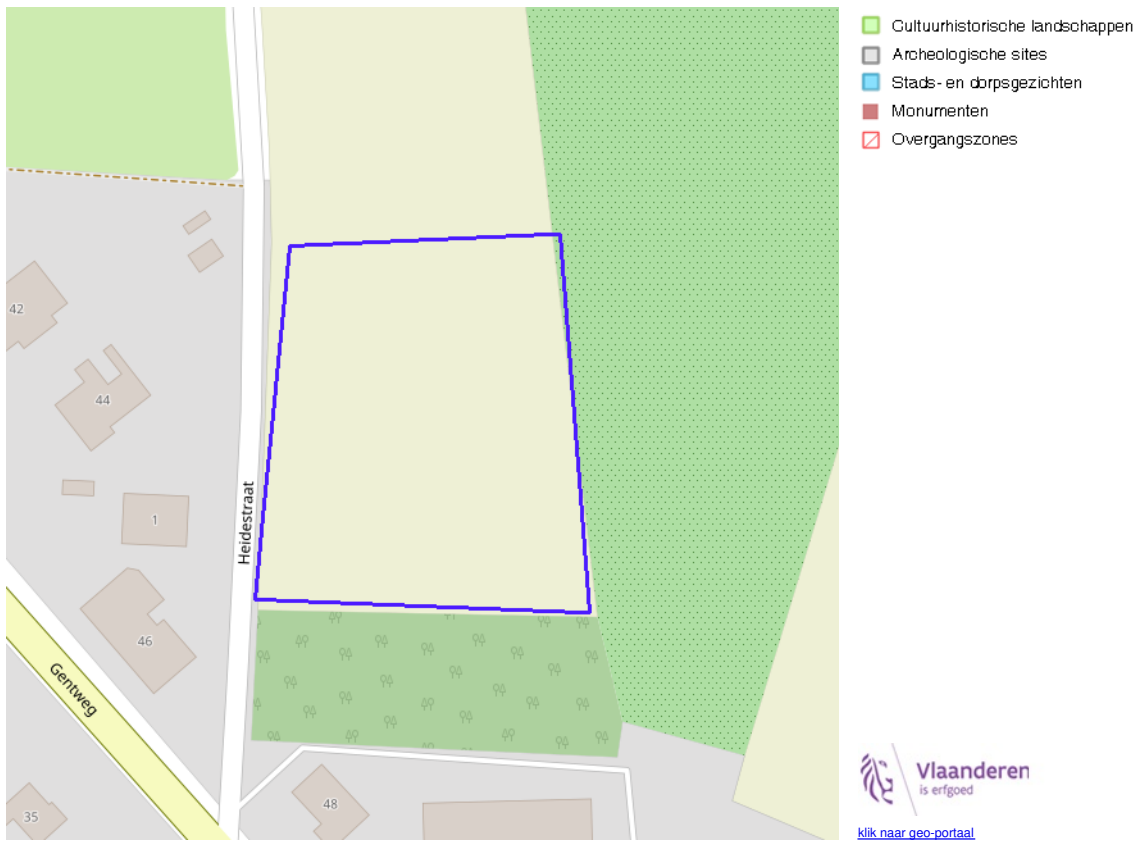 Cultuurhistorische landschappen
Archeologische sites
Stads- en dorpsgezichten
Monumenten
Overgangszones
42
44
Heidestraat
1
46
Gentweg
48
35
Vlaanderen
is erfgoed
klik naar geo-portaal